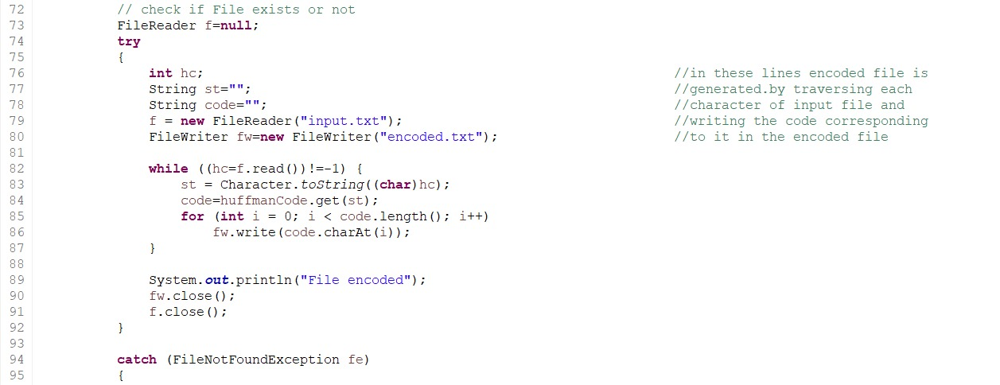 72 // check if File exists or not
73 FileReader f=null;
74 try
75 {
76 int hc; //in these lines encoded file is
77 String st=""; //generated.by traversing each
78 String code=""; //character of input file and
79 f = new FileReader("input.txt"); //writing the code corresponding
80 FileWriter fw=new FileWriter("encoded.txt"); //to it in the encoded file
81
82 while ((hc=f.read())!=-1) {
83 st = Character.toString((char)hc);
84 code=huffmanCode.get(st);
85 for (int i = 0; i < code.length(); i++)
86 fw.write(code.charAt(i));
87 }
88
89 System.out.println("File encoded");
90 fw.close();
91 f.close();
92 }
93
94 catch (FileNotFoundException fe)
95 {